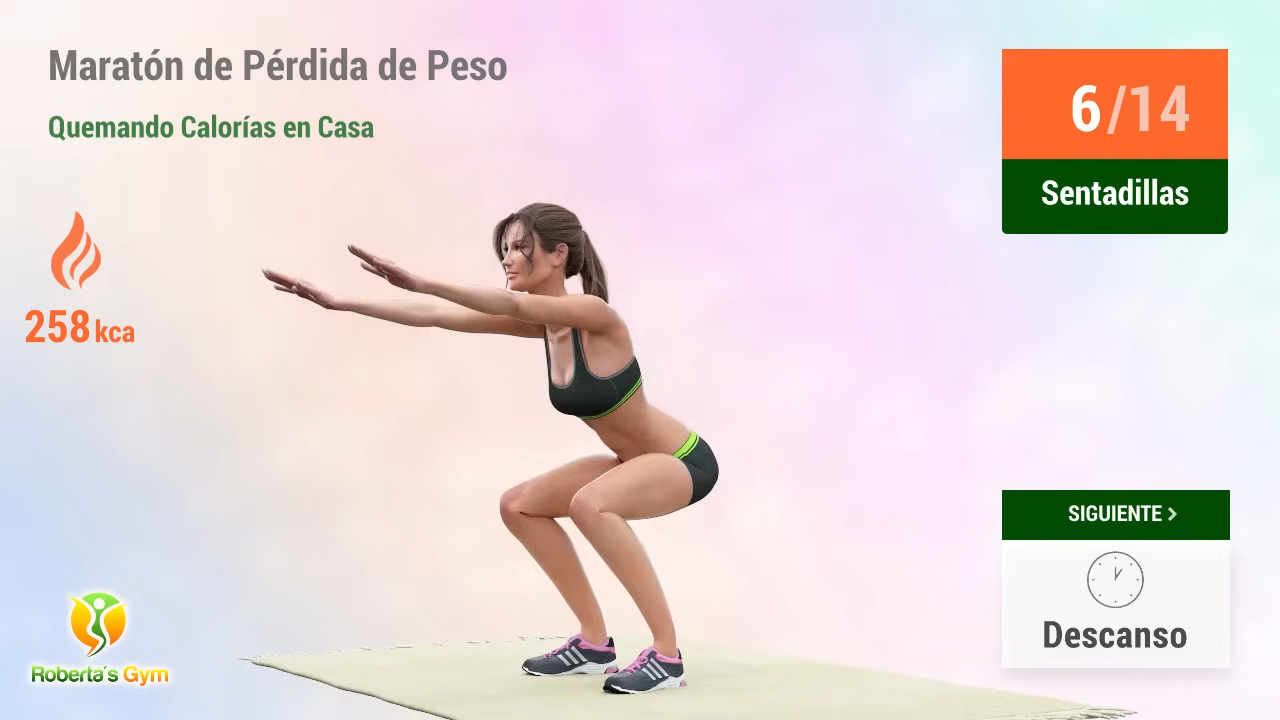 Maratón de Pérdida de Peso
Quemando Calorías en Casa
6/14
Sentadillas
258 kca
SIGUIENTE >
Descanso
Roberta´s Gym